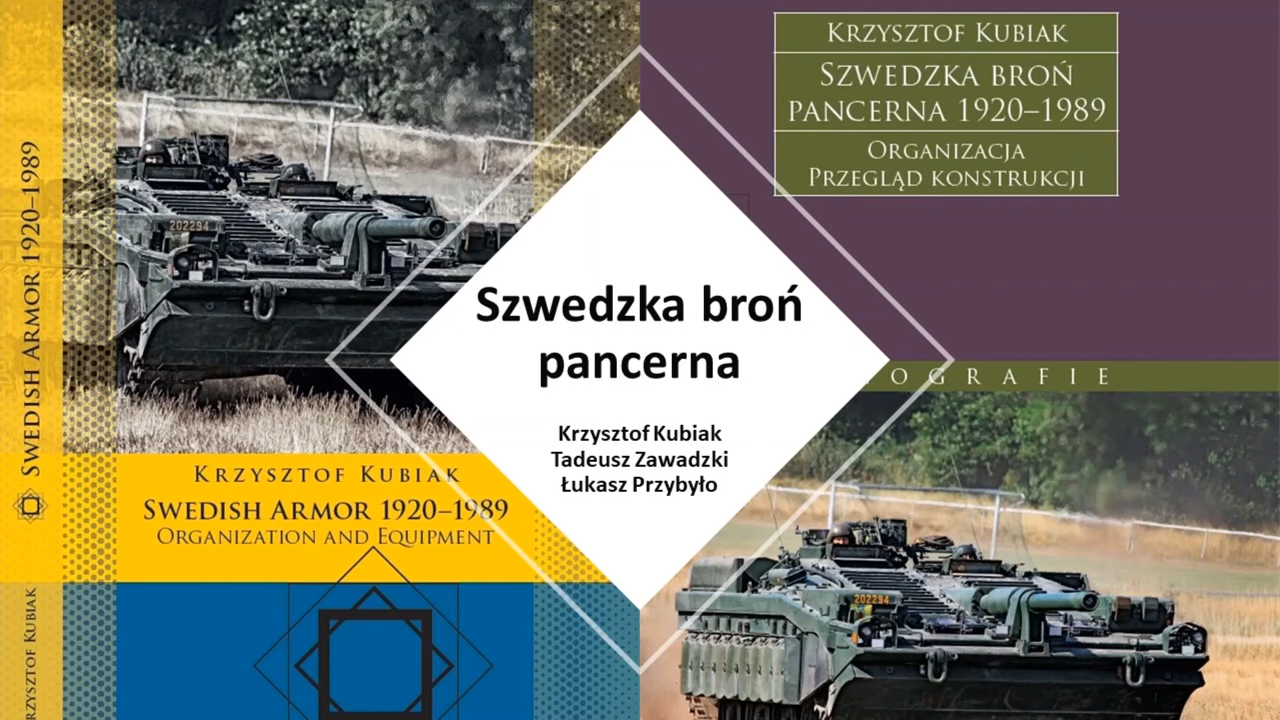 SWEDISH ARMOR 1920–1989
KRZYSZTOF KUBIAK
202294
KRZYSZTOF KUBIAK
SWEDISH ARMOR 1920–1989
ORGANIZATION AND EQUIPMENT
Szwedzka broń
pancerna
Krzysztof Kubiak
Tadeusz Zawadzki
Łukasz Przybyło
KRZYSZTOF KUBIAK
SZWEDZKA BROŃ
PANCERNA 1920–1989
ORGANIZACJA
PRZEGLĄD KONSTRUKCJI
OGRAFIE
202294